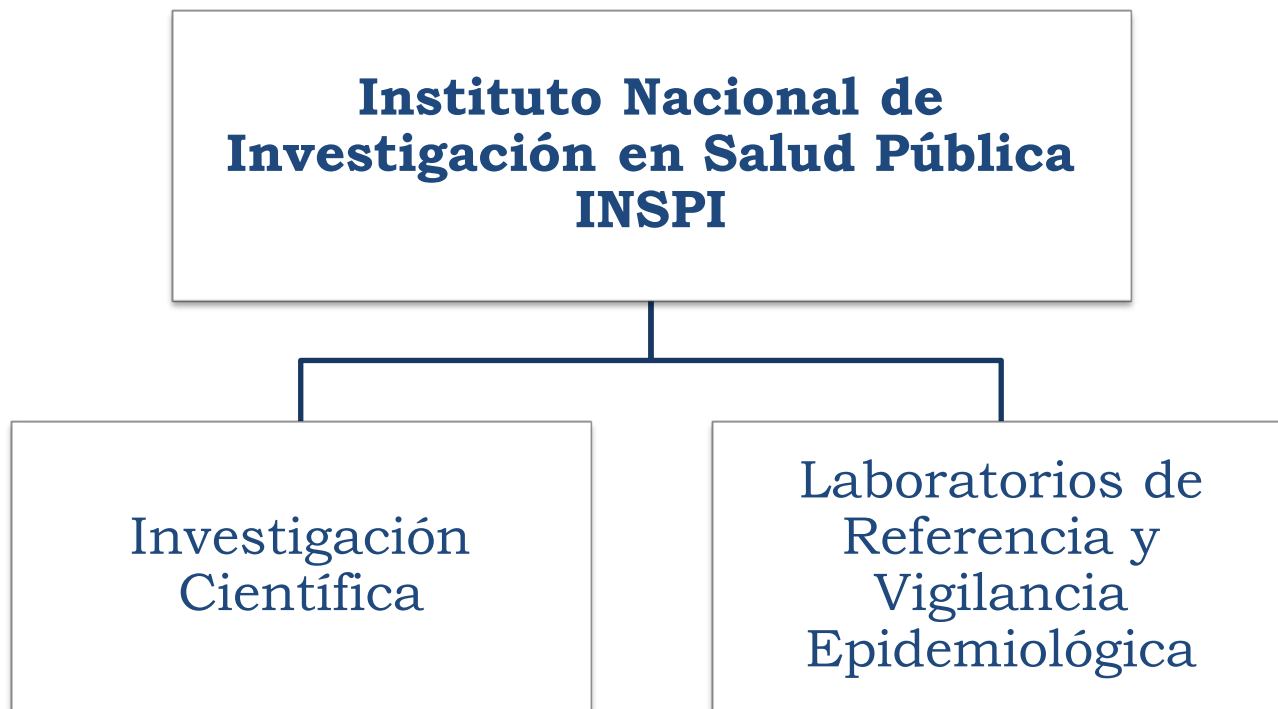 Instituto Nacional de
Investigación en Salud Pública
INSPI
Investigación
Científica
Laboratorios de
Referencia y
Vigilancia
Epidemiológica